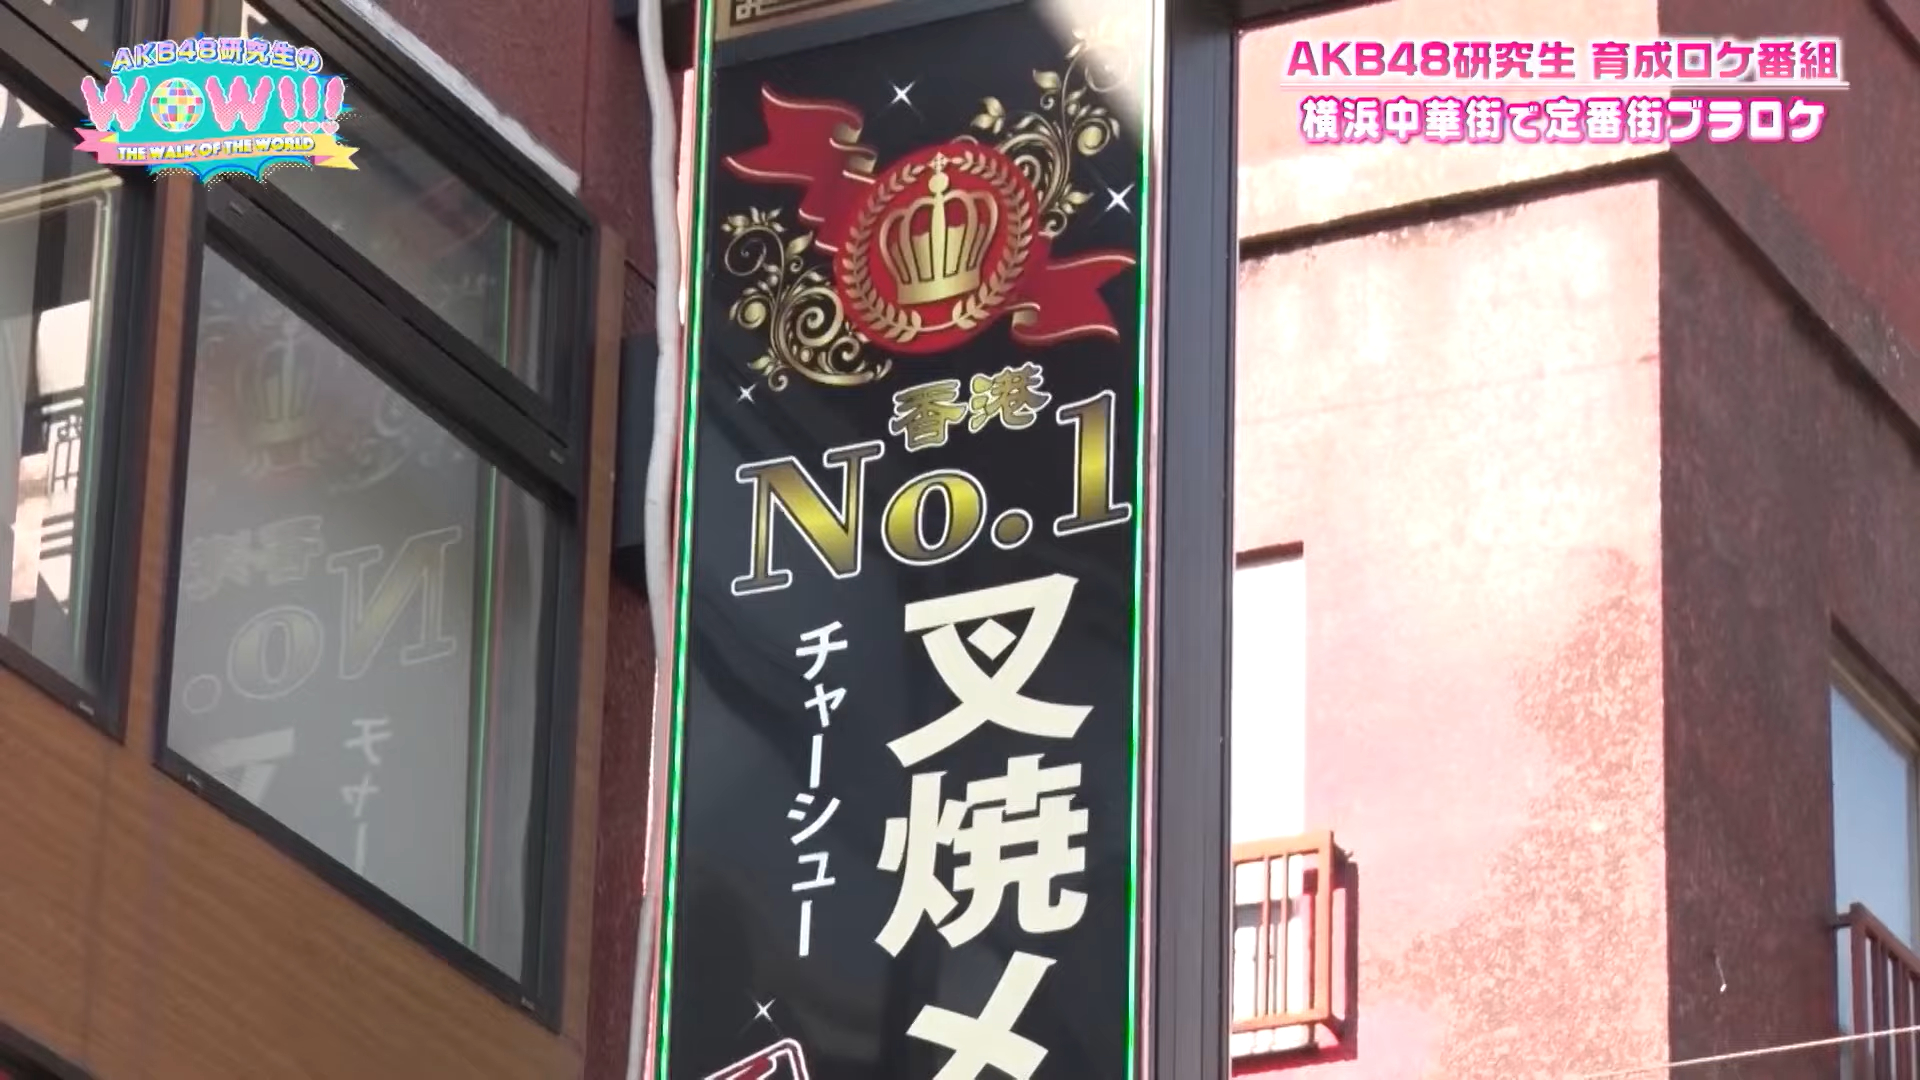 AKB48研究生の
WOW!!!
THE WALK OF THE WORLD
AKB48研究生 育成ロケ番組
横浜中華街で定番街ブラロケ
香港
No.1
叉焼メ
チャーシュー